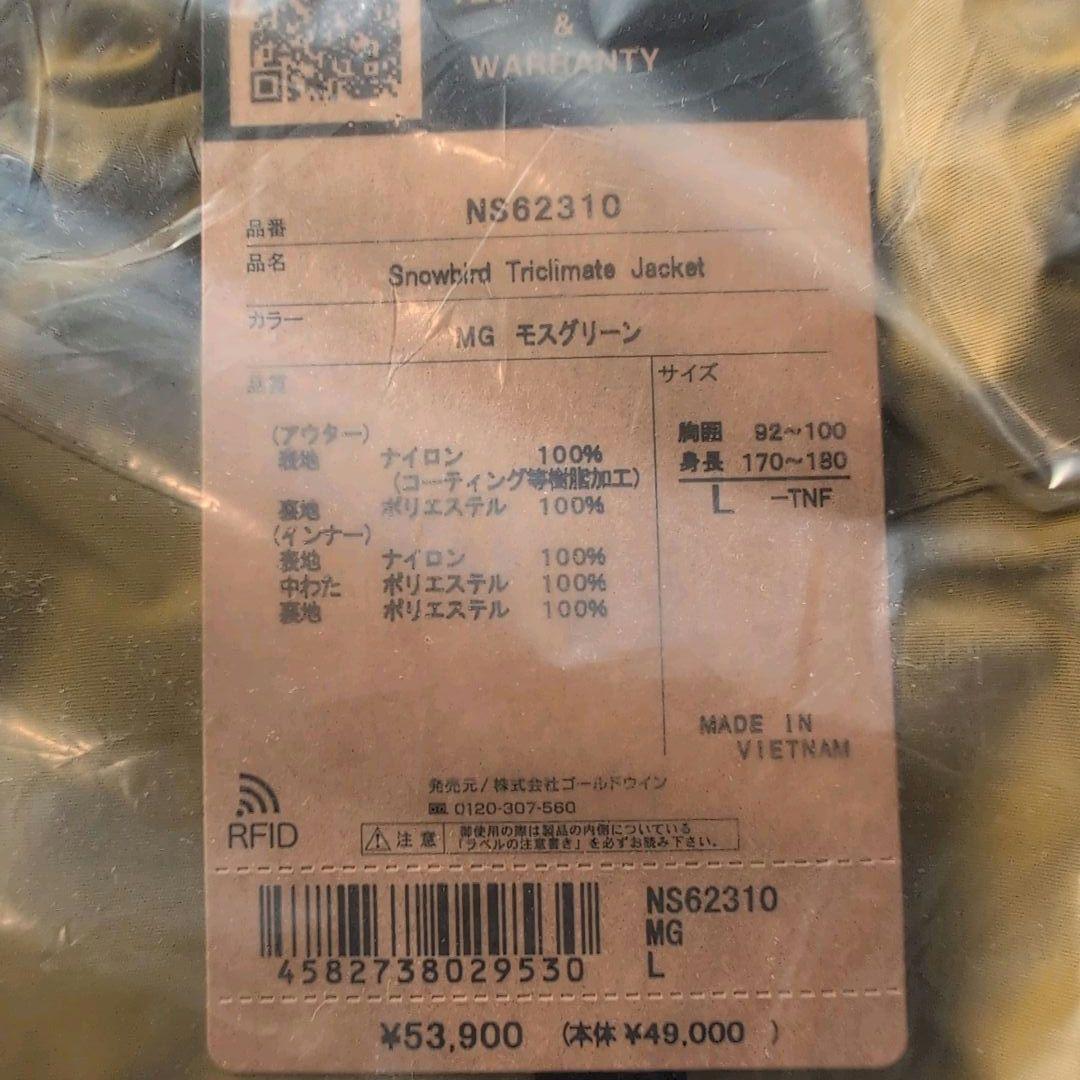 &
WARRANTY
品番 NS62310
品名 Snowbird Triclimate Jacket
カラー MG モスグリーン
品質 サイズ
(アウター)
表地 ナイロン 100%
(コーティング等樹脂加工)
裏地 ポリエステル 100%
(インナー)
表地 ナイロン 100%
中わた ポリエステル 100%
裏地 ポリエステル 100%
胸囲 92~100
身長 170~180
L -TNF
MADE IN
VIETNAM
発売元/株式会社ゴールドウイン
0120-307-560
RFID
注意 御使用の際は製品の内側についている
「ラベルの注意書き」を必ずお読み下さい。
4582738029530
NS62310
MG
L
¥53,900 (本体 ¥49,000 )